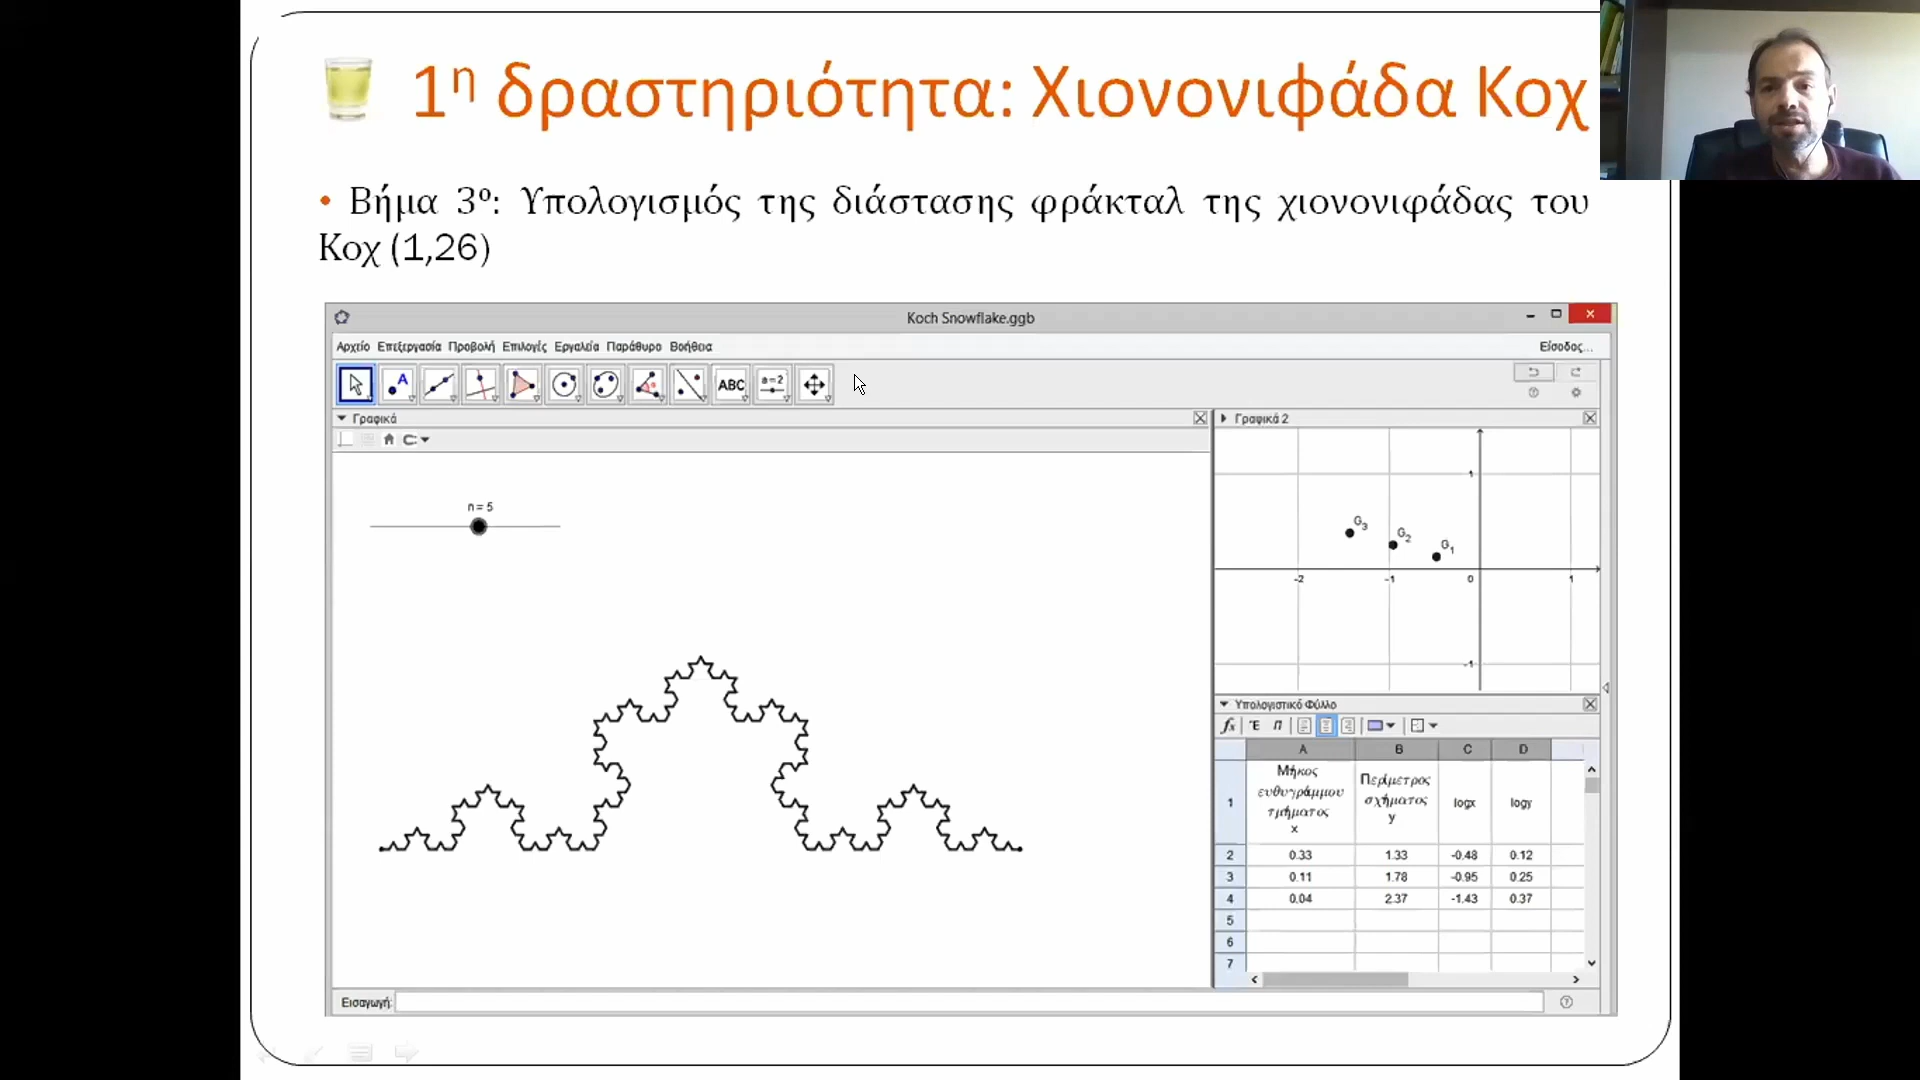 1η δραστηριότητα: Χιονονιφάδα Κοχ
• Βήμα 3ο: Υπολογισμός της διάστασης φράκταλ της χιονονιφάδας του
Κοχ (1,26)
Koch Snowflake.ggb
Αρχείο Επεξεργασία Προβολή Επιλογές Εργαλεία Παράθυρο Βοήθεια Είσοδος...
A ABC a=2
Γραφικά
Γραφικά 2
n = 5
1
G3 G2 G1
-2 -1 0 1
-1
Υπολογιστικό Φύλλο
fx Έ Π
A B C D
1 Μήκος ευθυγράμμου τμήματος x Περίμετρος σχήματος y logx logy
2 0.33 1.33 -0.48 0.12
3 0.11 1.78 -0.95 0.25
4 0.04 2.37 -1.43 0.37
5
6
7
Εισαγωγή: